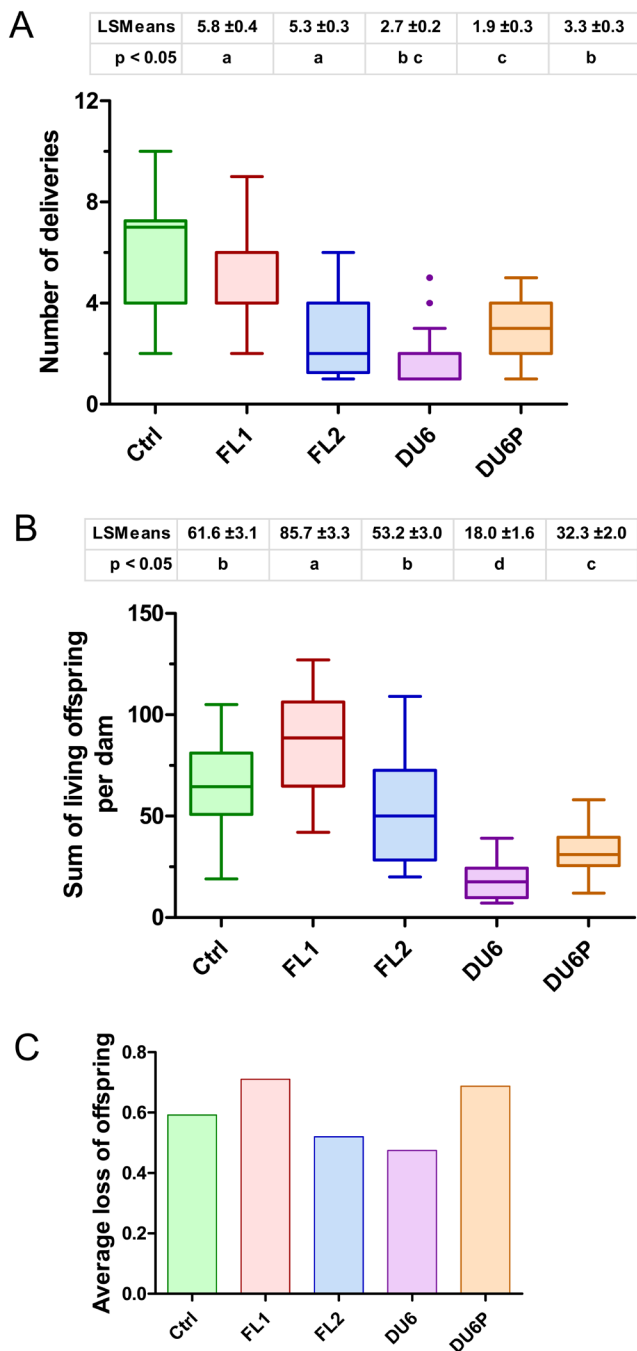 A
LSMeans 5.8 ±0.4 5.3 ±0.3 2.7 ±0.2 1.9 ±0.3 3.3 ±0.3
p < 0.05 a a b c c b
Number of deliveries
12
8
4
0
Ctrl FL1 FL2 DU6 DU6P
B
LSMeans 61.6 ±3.1 85.7 ±3.3 53.2 ±3.0 18.0 ±1.6 32.3 ±2.0
p < 0.05 b a b d c
Sum of living offspring
per dam
150
100
50
0
Ctrl FL1 FL2 DU6 DU6P
C
Average loss of offspring
0.8
0.6
0.4
0.2
0.0
Ctrl FL1 FL2 DU6 DU6P